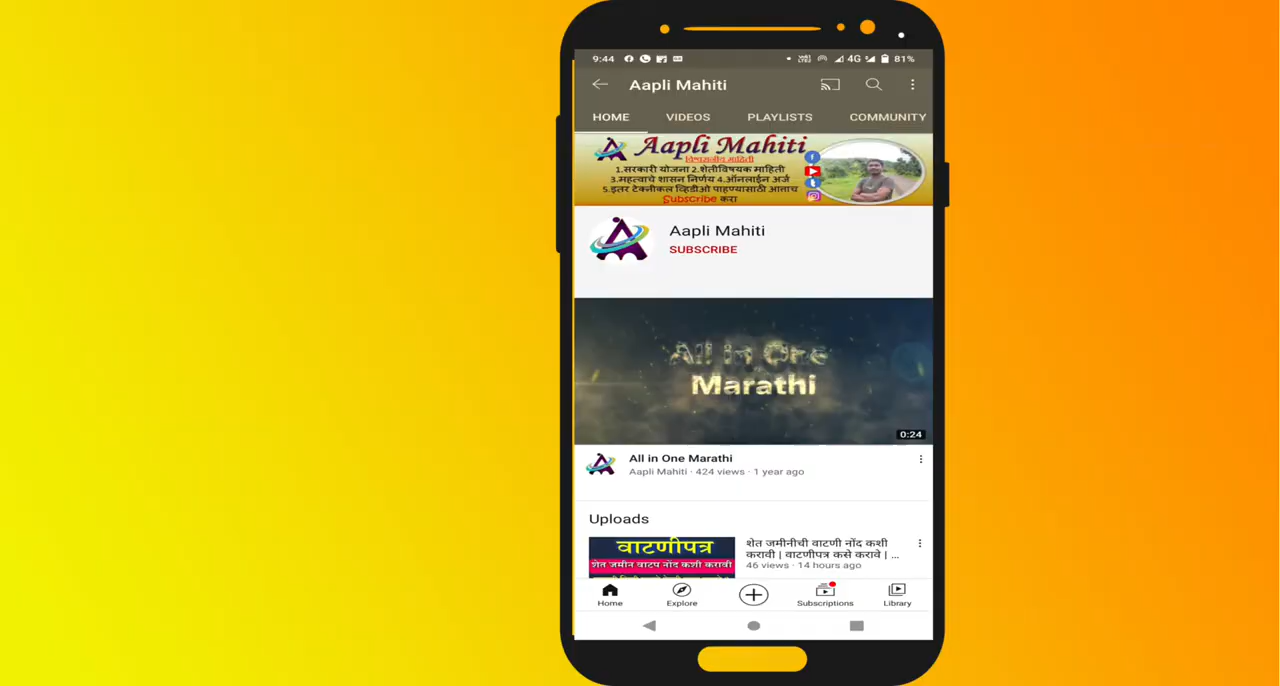 9:44 4G 81%
Aapli Mahiti
HOME VIDEOS PLAYLISTS COMMUNITY
Aapli Mahiti
विश्वसनीय माहिती
1.सरकारी योजना 2.शेतीविषयक माहिती
3.महत्वाचे शासन निर्णय 4.ऑनलाईन अर्ज
5.इतर टेक्नीकल व्हिडीओ पाहण्यासाठी आत्ताच
Subscribe करा
Aapli Mahiti
SUBSCRIBE
All In One
Marathi
0:24
All in One Marathi
Aapli Mahiti · 424 views · 1 year ago
Uploads
वाटणीपत्र
शेत जमीन वाटप नोंद कशी करावी
शेत जमीनीची वाटणी नोंद कशी
करावी | वाटणीपत्र कसे करावे | ...
46 views · 14 hours ago
Home Explore Subscriptions Library